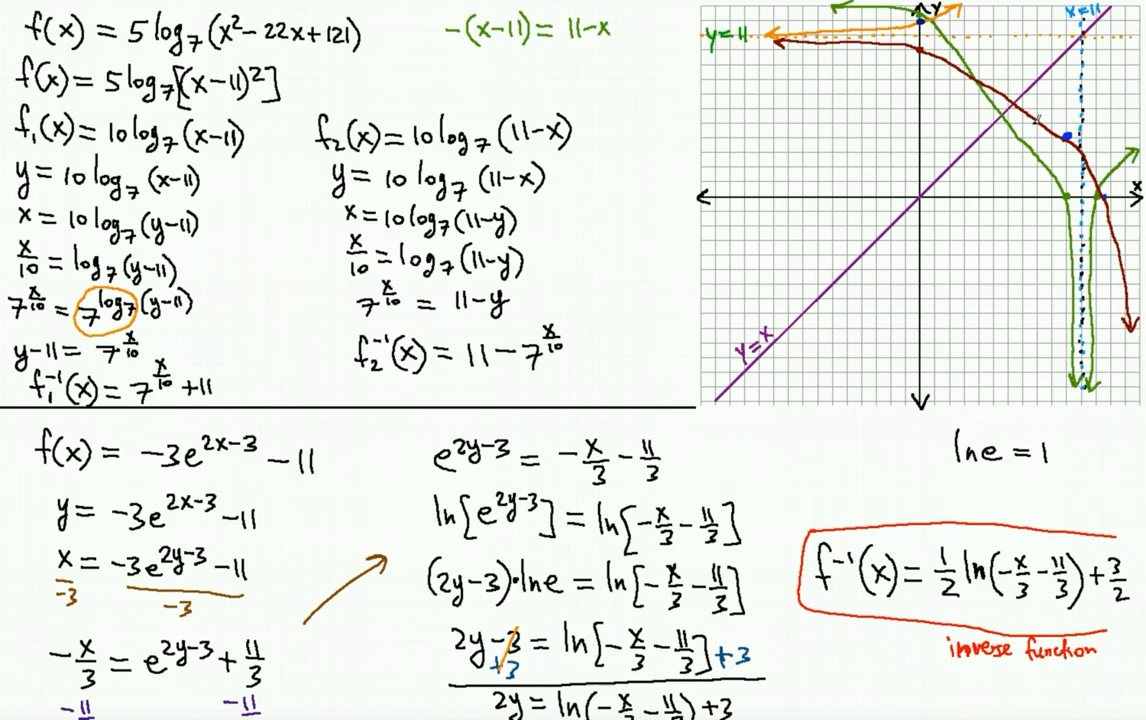 f(x) = 5 log₇ (x² − 22x + 121)
f(x) = 5 log₇ [(x − 11)²]
f₁(x) = 10 log₇ (x − 11)
y = 10 log₇ (x − 11)
x = 10 log₇ (y − 11)
x/10 = log₇ (y − 11)
7^(x/10) = 7^(log₇ (y − 11))
y − 11 = 7^(x/10)
f₁⁻¹(x) = 7^(x/10) + 11
−(x − 11) = 11 − x
f₂(x) = 10 log₇ (11 − x)
y = 10 log₇ (11 − x)
x = 10 log₇ (11 − y)
x/10 = log₇ (11 − y)
7^(x/10) = 11 − y
f₂⁻¹(x) = 11 − 7^(x/10)
y = 11
y
x = 11
x
y = x
f(x) = −3e^(2x−3) − 11
y = −3e^(2x−3) − 11
x = −3e^(2y−3) − 11
−3 −3
−x/3 = e^(2y−3) + 11/3
−11 −11
e^(2y−3) = −x/3 − 11/3
ln[e^(2y−3)] = ln[−x/3 − 11/3]
(2y − 3)·ln e = ln[−x/3 − 11/3]
2y − 3 = ln[−x/3 − 11/3] + 3
+3
2y = ln(−x/3 − 11/3) + 3
ln e = 1
f⁻¹(x) = 1/2 ln(−x/3 − 11/3) + 3/2
inverse function